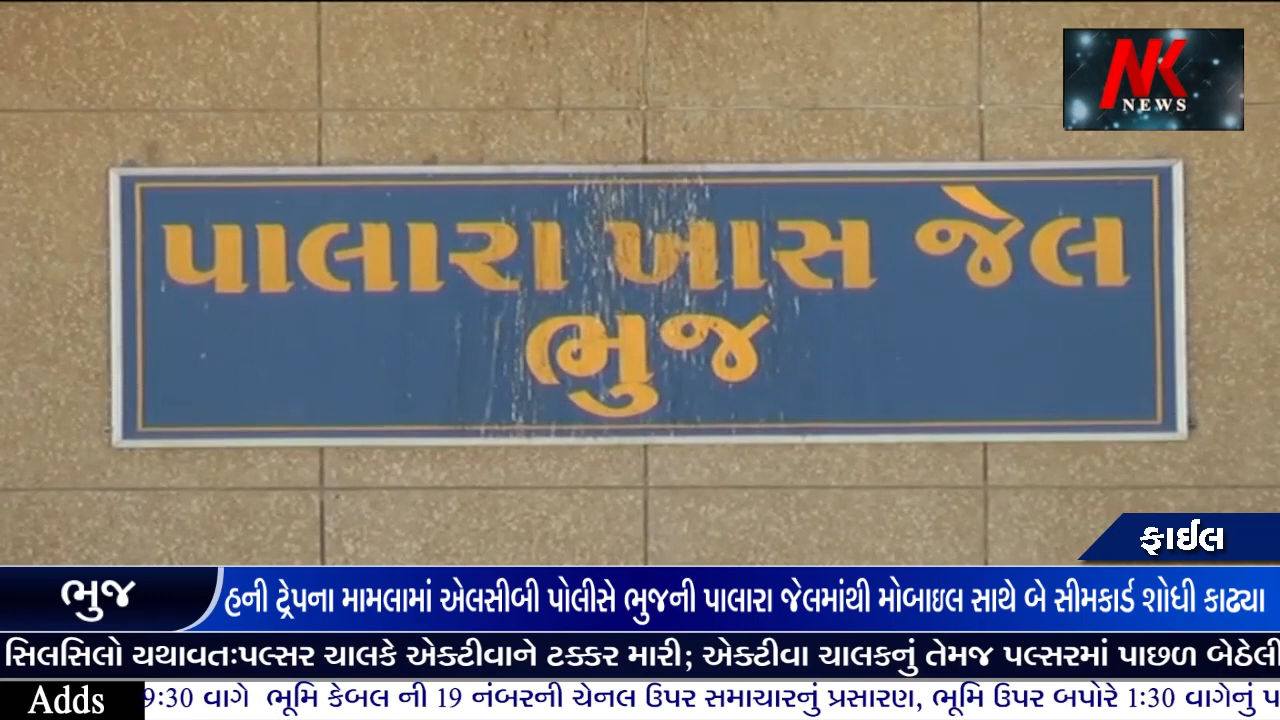 NK
NEWS
પાલારા ખાસ જેલ
ભુજ
ફાઈલ
ભુજ
હની ટ્રેપના મામલામાં એલસીબી પોલીસે ભુજની પાલારા જેલમાંથી મોબાઇલ સાથે બે સીમકાર્ડ શોધી કાઢ્યા
સિલસિલો યથાવતઃપલ્સર ચાલકે એક્ટીવાને ટક્કર મારી; એક્ટીવા ચાલકનું તેમજ પલ્સરમાં પાછળ બેઠેલી
Adds
9:30 વાગે ભૂમિ કેબલ ની 19 નંબરની ચેનલ ઉપર સમાચારનું પ્રસારણ, ભૂમિ ઉપર બપોરે 1:30 વાગેનું